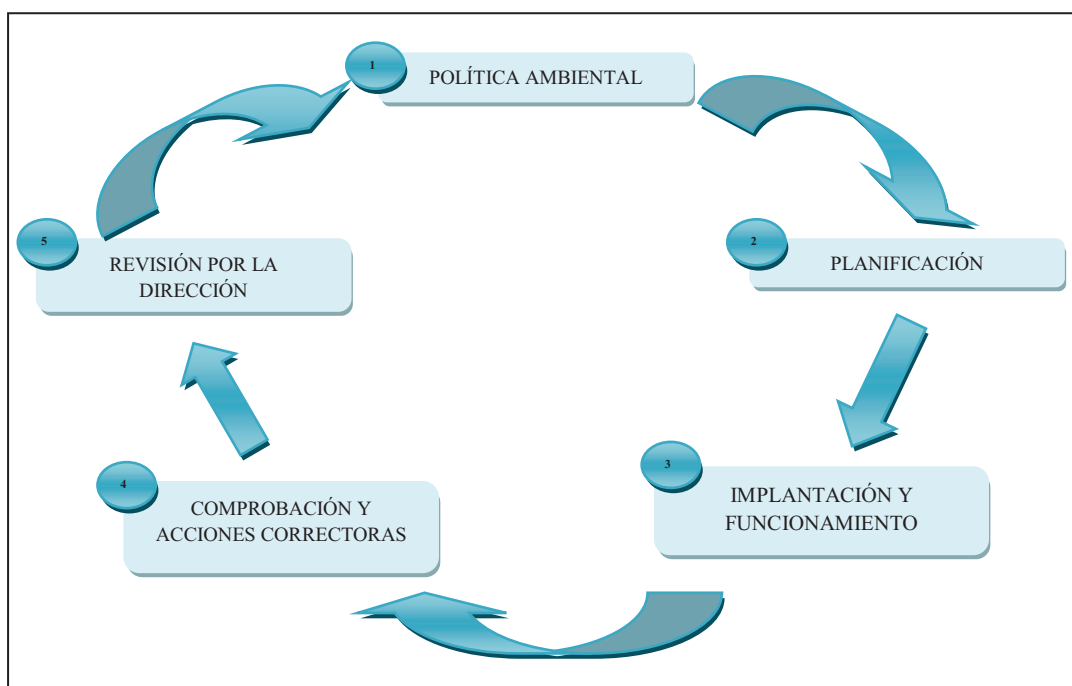 1
POLÍTICA AMBIENTAL
2
PLANIFICACIÓN
3
IMPLANTACIÓN Y
FUNCIONAMIENTO
4
COMPROBACIÓN Y
ACCIONES CORRECTORAS
5
REVISIÓN POR LA
DIRECCIÓN